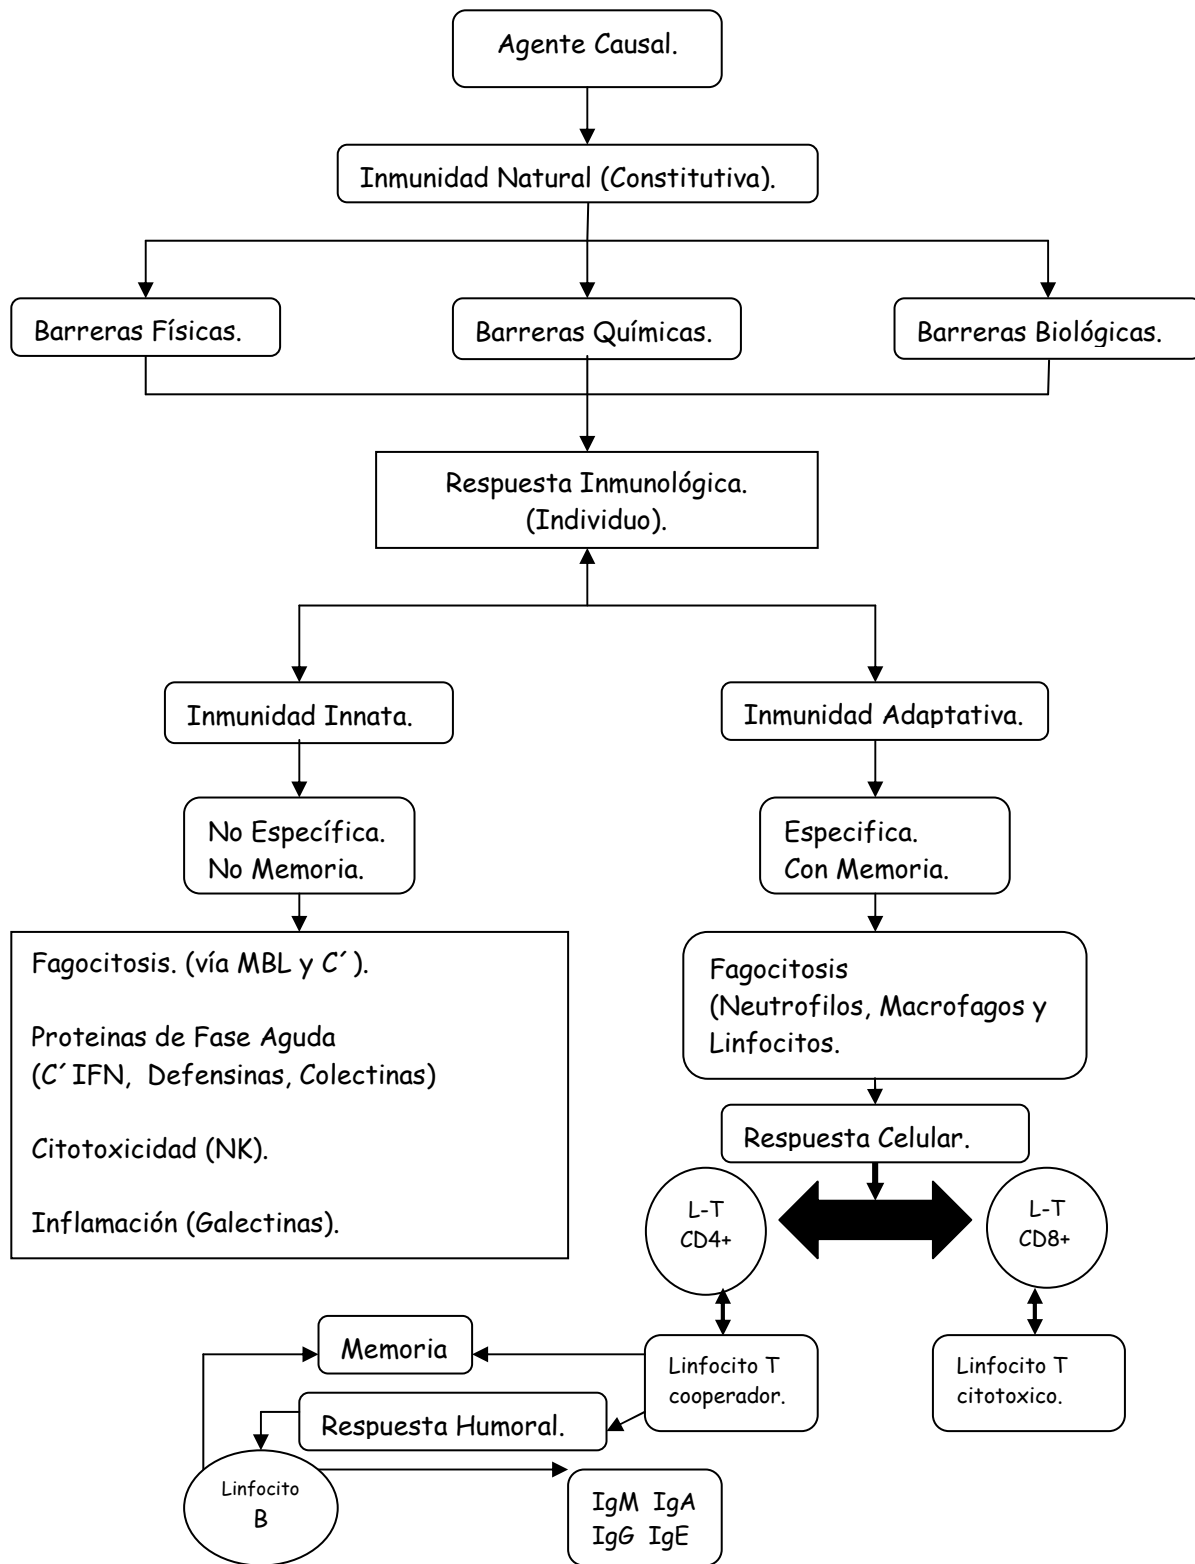 Agente Causal.
Inmunidad Natural (Constitutiva).
Barreras Físicas.
Barreras Químicas.
Barreras Biológicas.
Respuesta Inmunológica.
(Individuo).
Inmunidad Innata.
Inmunidad Adaptativa.
No Específica.
No Memoria.
Especifica.
Con Memoria.
Fagocitosis. (vía MBL y C´).
Proteinas de Fase Aguda
(C´IFN, Defensinas, Colectinas)
Citotoxicidad (NK).
Inflamación (Galectinas).
Fagocitosis
(Neutrofilos, Macrofagos y
Linfocitos.
Respuesta Celular.
L-T
CD4+
L-T
CD8+
Memoria
Linfocito T
cooperador.
Linfocito T
citotoxico.
Respuesta Humoral.
Linfocito
B
IgM IgA
IgG IgE